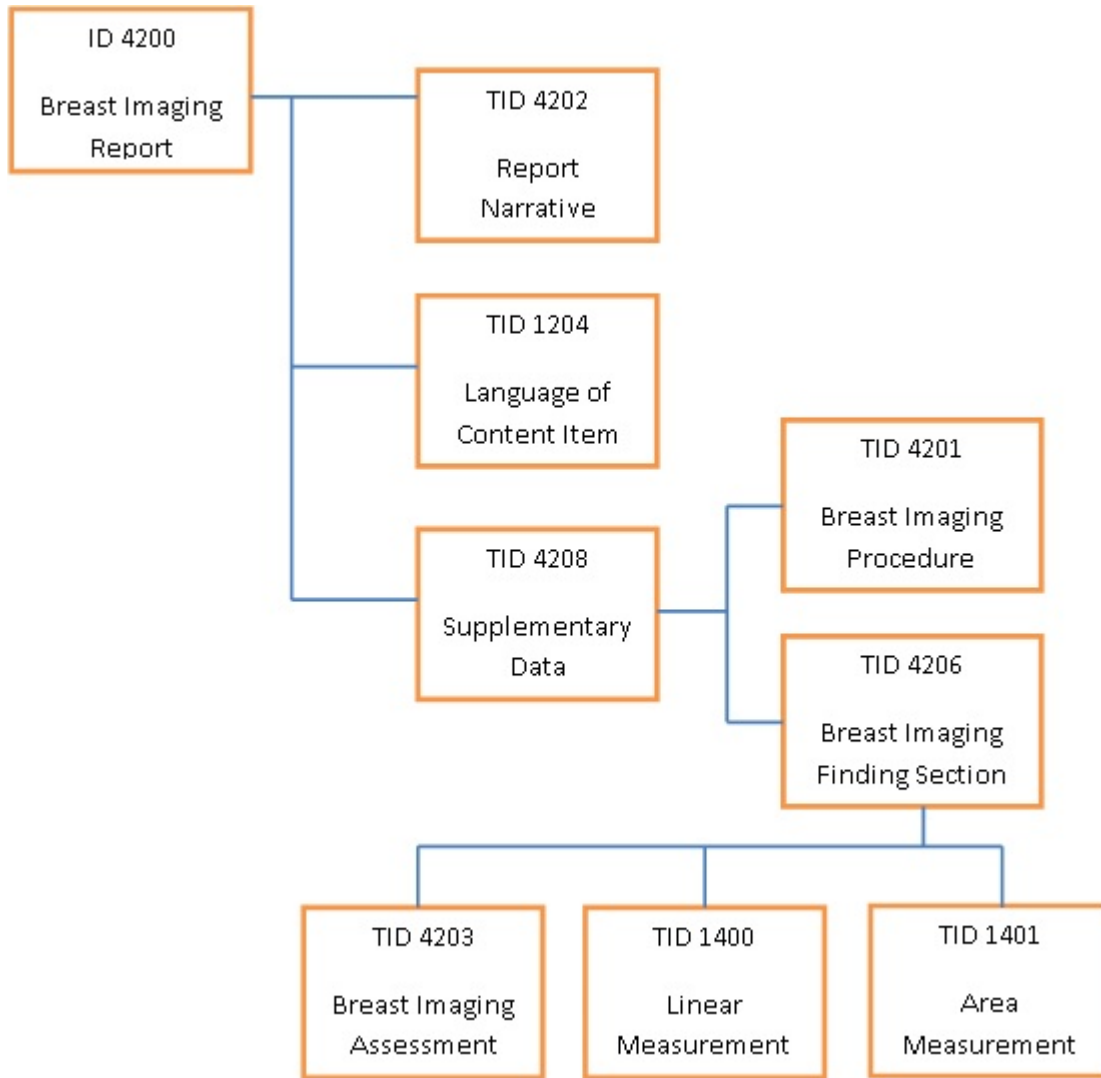 ID 4200
Breast Imaging
Report
TID 4202
Report
Narrative
TID 1204
Language of
Content Item
TID 4208
Supplementary
Data
TID 4201
Breast Imaging
Procedure
TID 4206
Breast Imaging
Finding Section
TID 4203
Breast Imaging
Assessment
TID 1400
Linear
Measurement
TID 1401
Area
Measurement